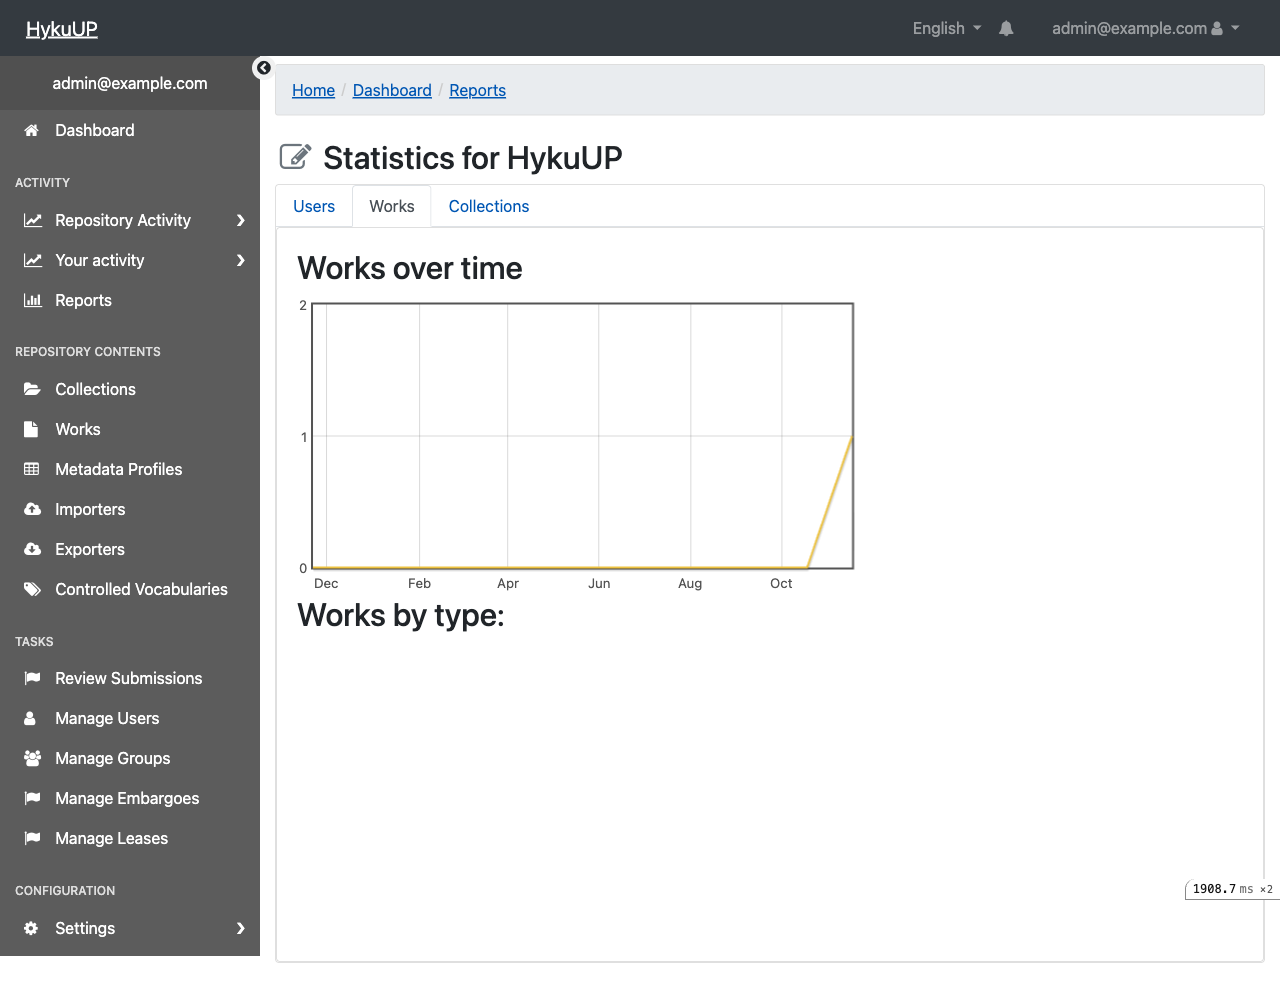 HykuUP
English
admin@example.com
admin@example.com
Dashboard
ACTIVITY
Repository Activity
Your activity
Reports
REPOSITORY CONTENTS
Collections
Works
Metadata Profiles
Importers
Exporters
Controlled Vocabularies
TASKS
Review Submissions
Manage Users
Manage Groups
Manage Embargoes
Manage Leases
CONFIGURATION
Settings
Home / Dashboard / Reports
Statistics for HykuUP
Users Works Collections
Works over time
2
1
0
Dec Feb Apr Jun Aug Oct
Works by type:
1908.7 ms ×2